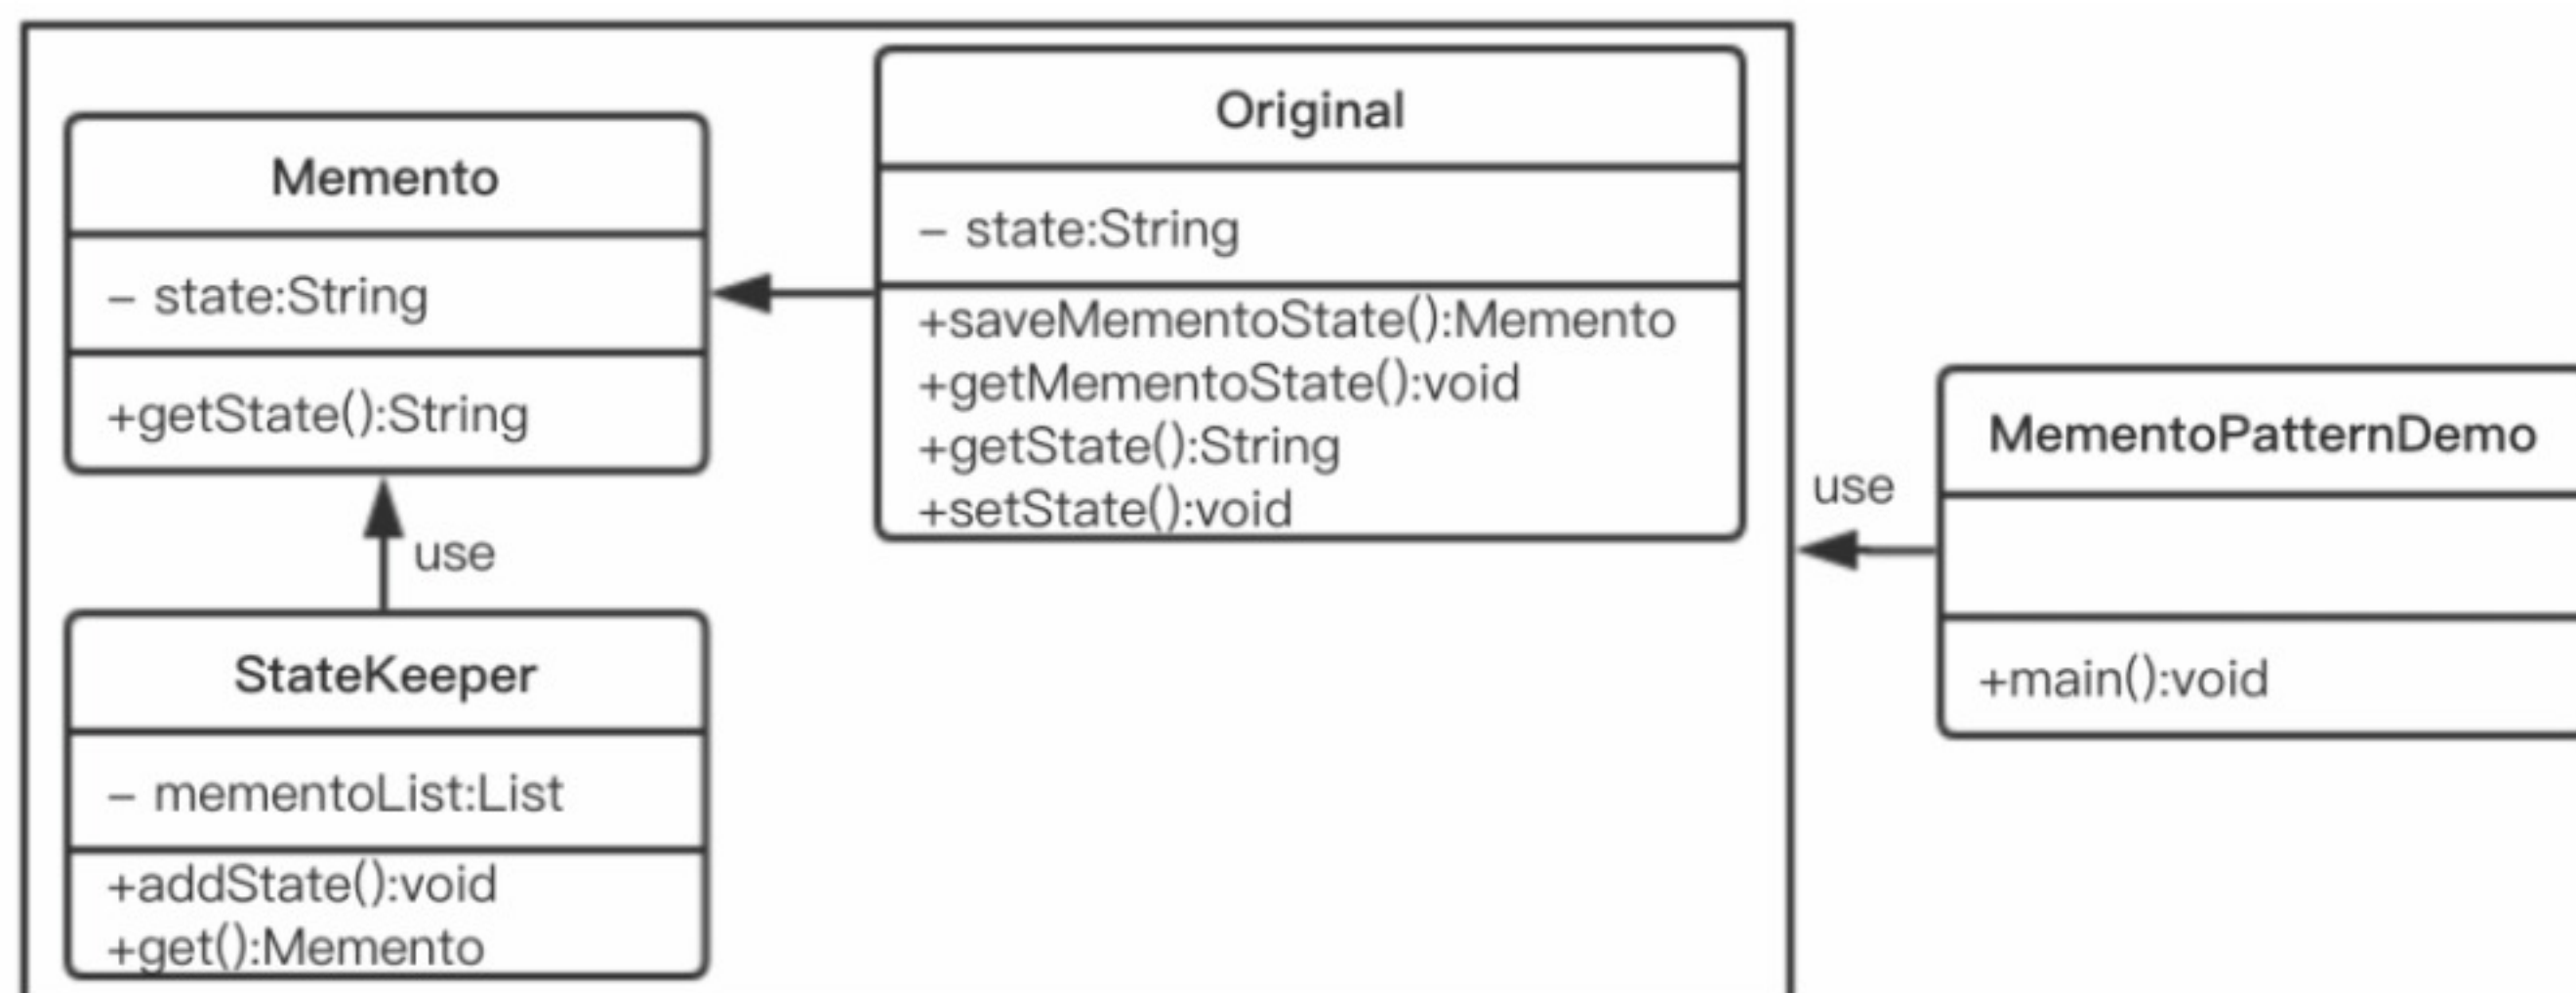 Memento
– state:String
+getState():String
use
StateKeeper
– mementoList:List
+addState():void
+get():Memento
Original
– state:String
+saveMementoState():Memento
+getMementoState():void
+getState():String
+setState():void
use
MementoPatternDemo
+main():void